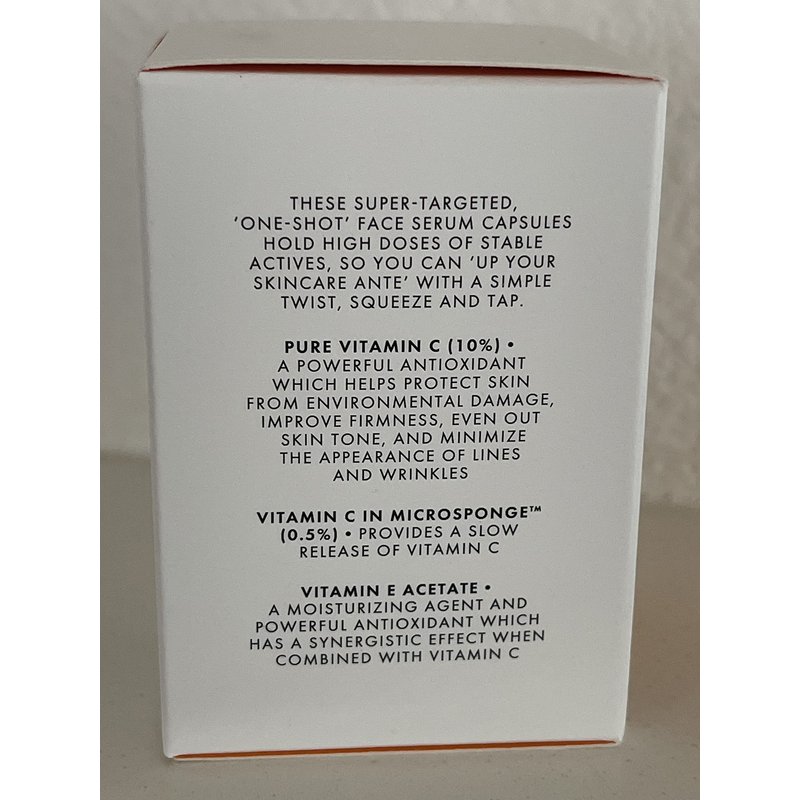 THESE SUPER-TARGETED,
'ONE-SHOT' FACE SERUM CAPSULES
HOLD HIGH DOSES OF STABLE
ACTIVES, SO YOU CAN 'UP YOUR
SKINCARE ANTE' WITH A SIMPLE
TWIST, SQUEEZE AND TAP.
PURE VITAMIN C (10%) •
A POWERFUL ANTIOXIDANT
WHICH HELPS PROTECT SKIN
FROM ENVIRONMENTAL DAMAGE,
IMPROVE FIRMNESS, EVEN OUT
SKIN TONE, AND MINIMIZE
THE APPEARANCE OF LINES
AND WRINKLES
VITAMIN C IN MICROSPONGE™
(0.5%) • PROVIDES A SLOW
RELEASE OF VITAMIN C
VITAMIN E ACETATE •
A MOISTURIZING AGENT AND
POWERFUL ANTIOXIDANT WHICH
HAS A SYNERGISTIC EFFECT WHEN
COMBINED WITH VITAMIN C